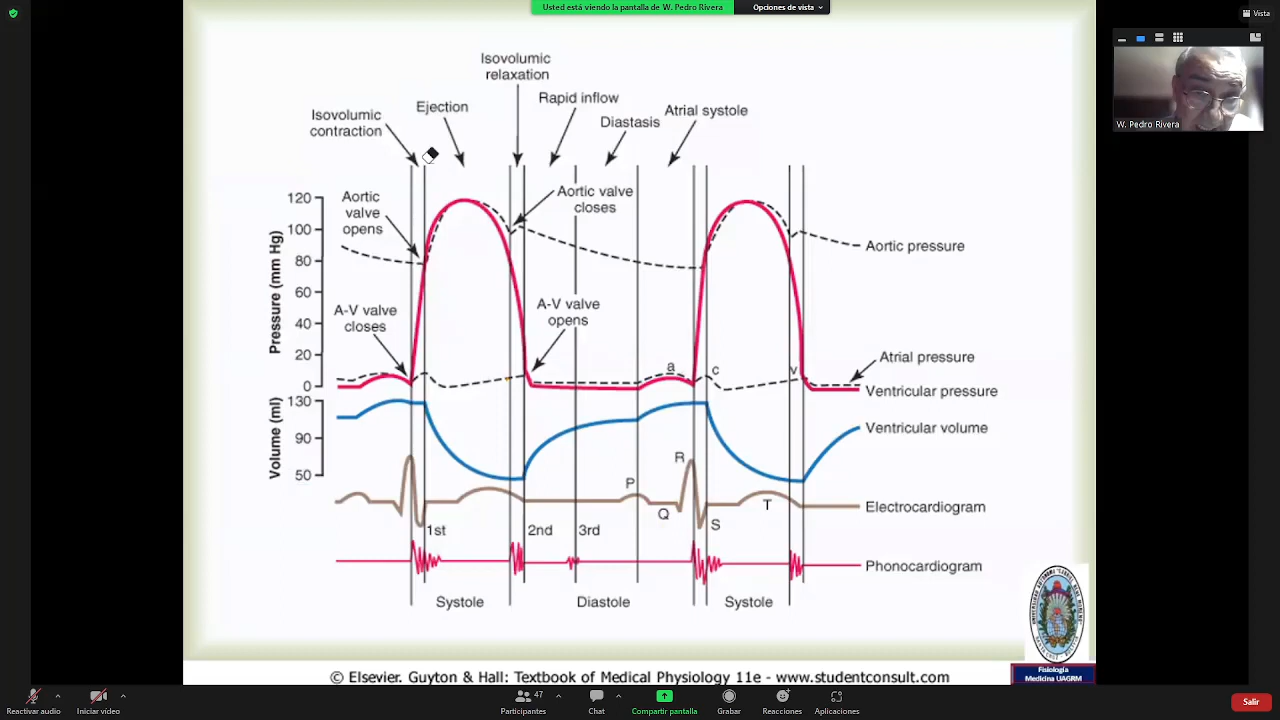 Usted está viendo la pantalla de W. Pedro Rivera
Opciones de vista
Vista
W. Pedro Rivera
Isovolumic
relaxation
Isovolumic
contraction
Ejection
Rapid inflow
Diastasis
Atrial systole
Aortic
valve
opens
Aortic valve
closes
A-V valve
closes
A-V valve
opens
Pressure (mm Hg)
120
100
80
60
40
20
0
Volume (ml)
130
90
50
a
c
v
Aortic pressure
Atrial pressure
Ventricular pressure
Ventricular volume
R
P
Q
S
T
Electrocardiogram
1st
2nd
3rd
Phonocardiogram
Systole
Diastole
Systole
Fisiología
Medicina UAGRM
© Elsevier. Guyton & Hall: Textbook of Medical Physiology 11e - www.studentconsult.com
Reactivar audio
Iniciar video
47
Participantes
Chat
Compartir pantalla
Grabar
Reacciones
Aplicaciones
Salir